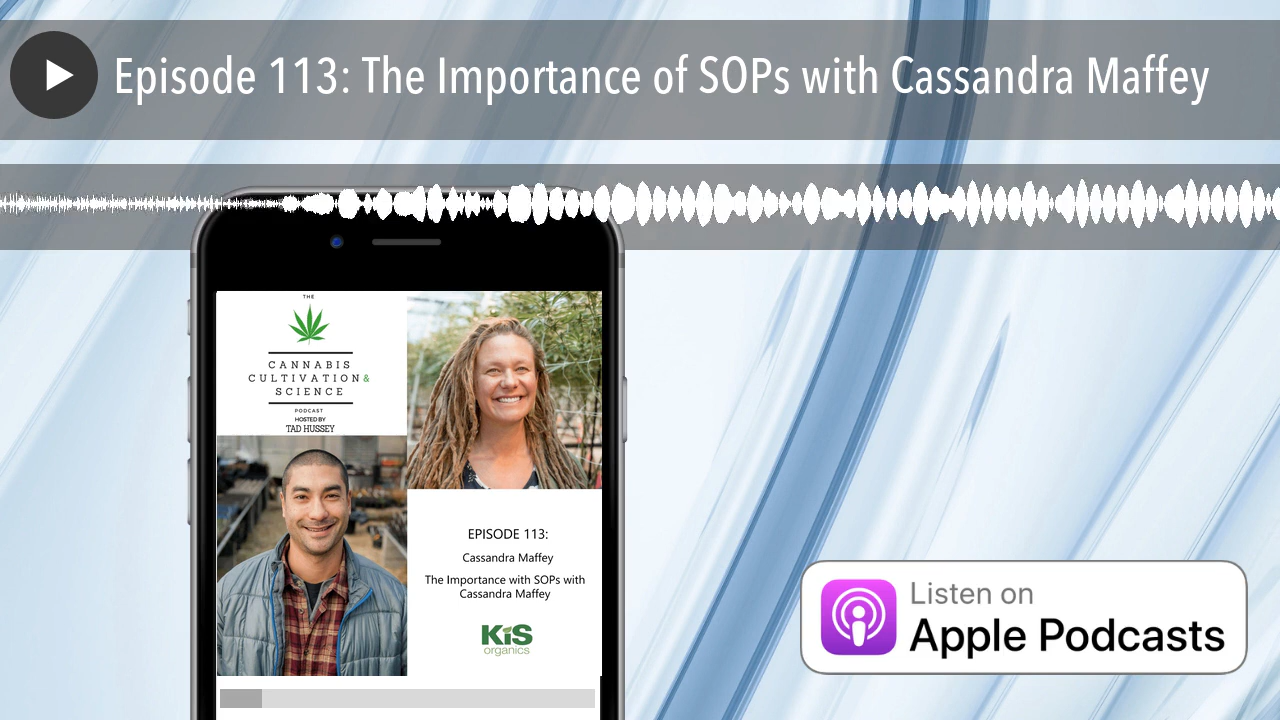 Episode 113: The Importance of SOPs with Cassandra Maffey
THE
CANNABIS
CULTIVATION &
SCIENCE
PODCAST
HOSTED BY
TAD HUSSEY
EPISODE 113:
Cassandra Maffey
The Importance with SOPs with
Cassandra Maffey
KiS
organics
Listen on
Apple Podcasts